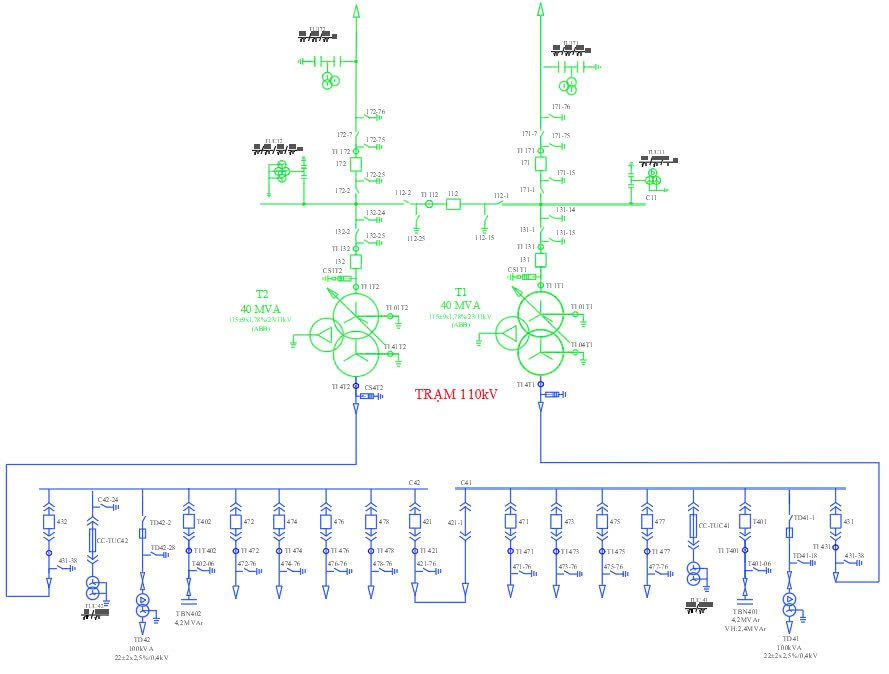 TUC11
C11
172-76
172-7
172-75
TI 172
172
172-25
172-2
171-76
171-7
171-75
TI 171
171
171-15
171-1
112-2
TI 112
112
112-1
112-25
112-15
132-24
132-2
132-25
TI 132
132
CS1T2
TI 1T2
131-14
131-1
131-15
TI 131
131
CS1T1
TI 1T1
T2
40 MVA
115±9x1,78%/23/11kV
(ABB)
TI 01T2
TI 41T2
TI 4T2
CS4T2
T1
40 MVA
115±9x1,78%/23/11kV
(ABB)
TI 01T1
TI 04T1
TI 4T1
TRẠM 110kV
C42
C41
432
431-38
C42-24
CC-TUC42
TUC42
TD42-2
TD42-28
TD42
100kVA
22±2x2,5%/0,4kV
T402
TI T402
T402-06
TBN402
4,2MVAr
472
TI 472
472-76
474
TI 474
474-76
476
TI 476
476-76
478
TI 478
478-76
421
TI 421
421-76
421-1
471
TI 471
471-76
473
TI 473
473-76
475
TI 475
475-76
477
TI 477
477-76
CC-TUC41
T401
T401
T401-06
TBN401
4,2MVAr
VH:2,4MVAr
TD41-1
TD41-18
TD41
100kVA
22±2x2,5%/0,4kV
431
TI 431
431-38